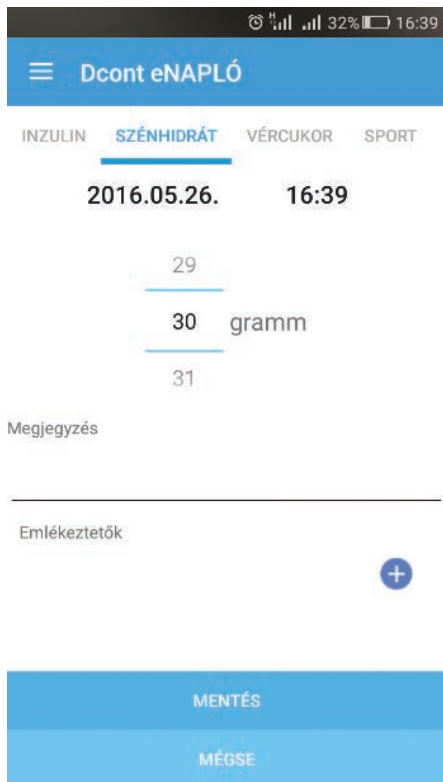 H 32% 16:39
Dcont eNAPLÓ
INZULIN SZÉNHIDRÁT VÉRCUKOR SPORT
2016.05.26. 16:39
29
30 gramm
31
Megjegyzés
Emlékeztetők
MENTÉS
MÉGSE